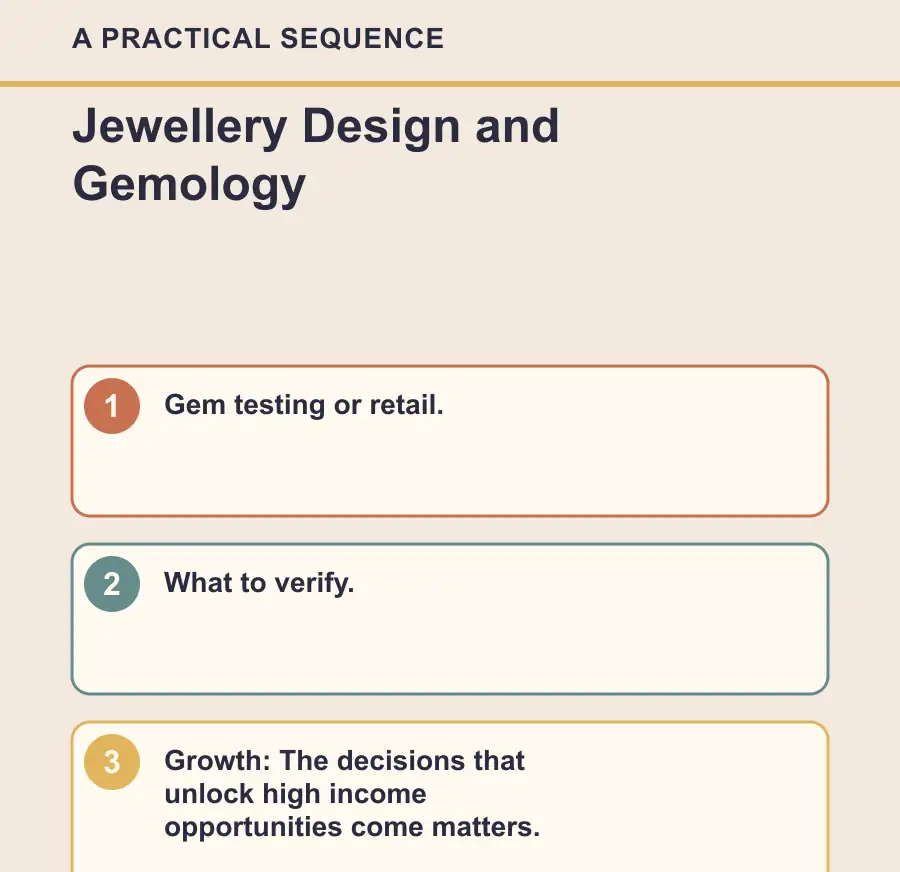 A PRACTICAL SEQUENCE
Jewellery Design and
Gemology
1
Gem testing or retail.
2
What to verify.
3
Growth: The decisions that
unlock high income
opportunities come matters.